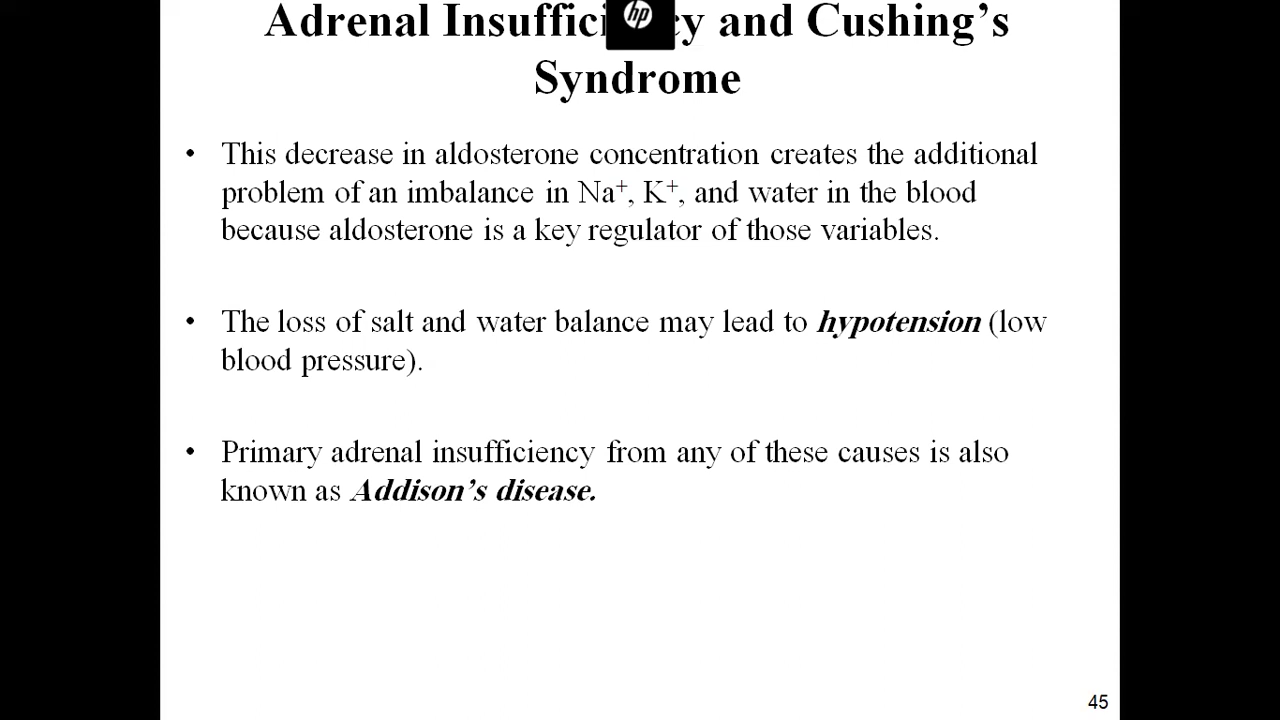 Adrenal Insufficiency and Cushing's
Syndrome
hp
• This decrease in aldosterone concentration creates the additional
problem of an imbalance in Na⁺, K⁺, and water in the blood
because aldosterone is a key regulator of those variables.
• The loss of salt and water balance may lead to hypotension (low
blood pressure).
• Primary adrenal insufficiency from any of these causes is also
known as Addison's disease.
45